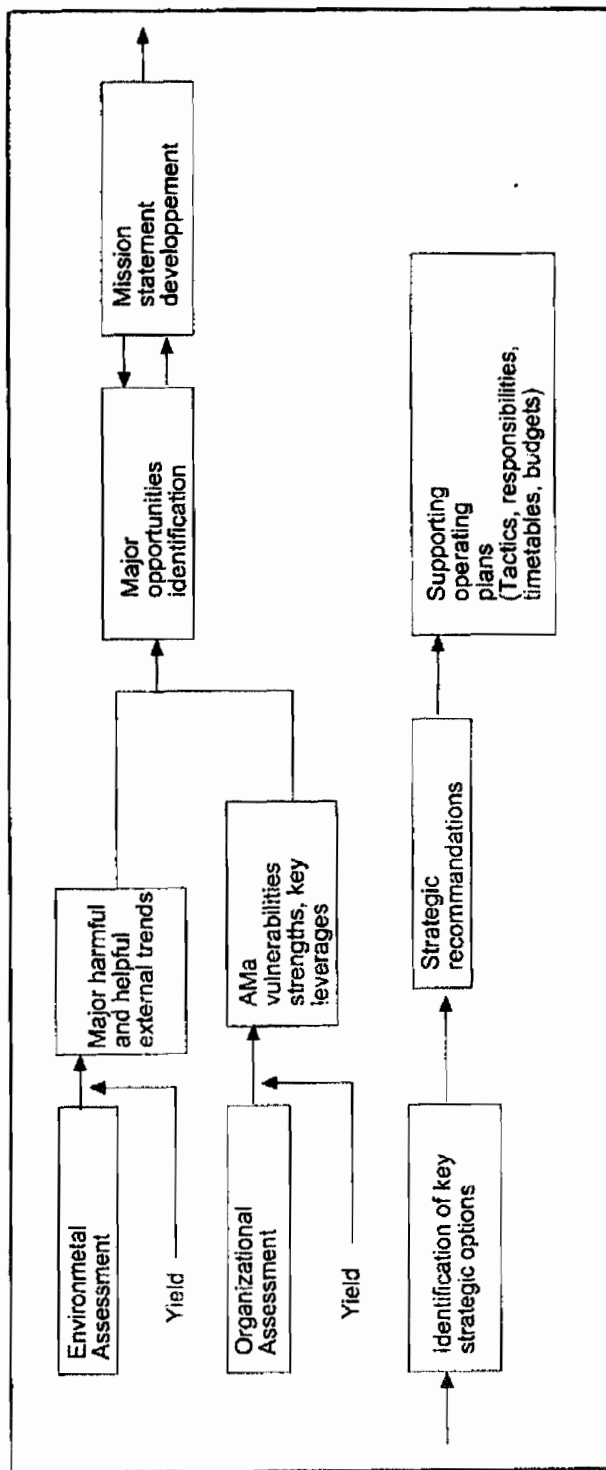 Environmetal
Assessment
Yield
Major harmful
and helpful
external trends
Organizational
Assessment
Yield
AMa
vulnerabilities
strengths, key
leverages
Major
opportunities
identification
Mission
statement
developpement
Identification of key
strategic options
Strategic
recommandations
Supporting
operating
plans
(Tactics, responsibilities,
timetables, budgets)